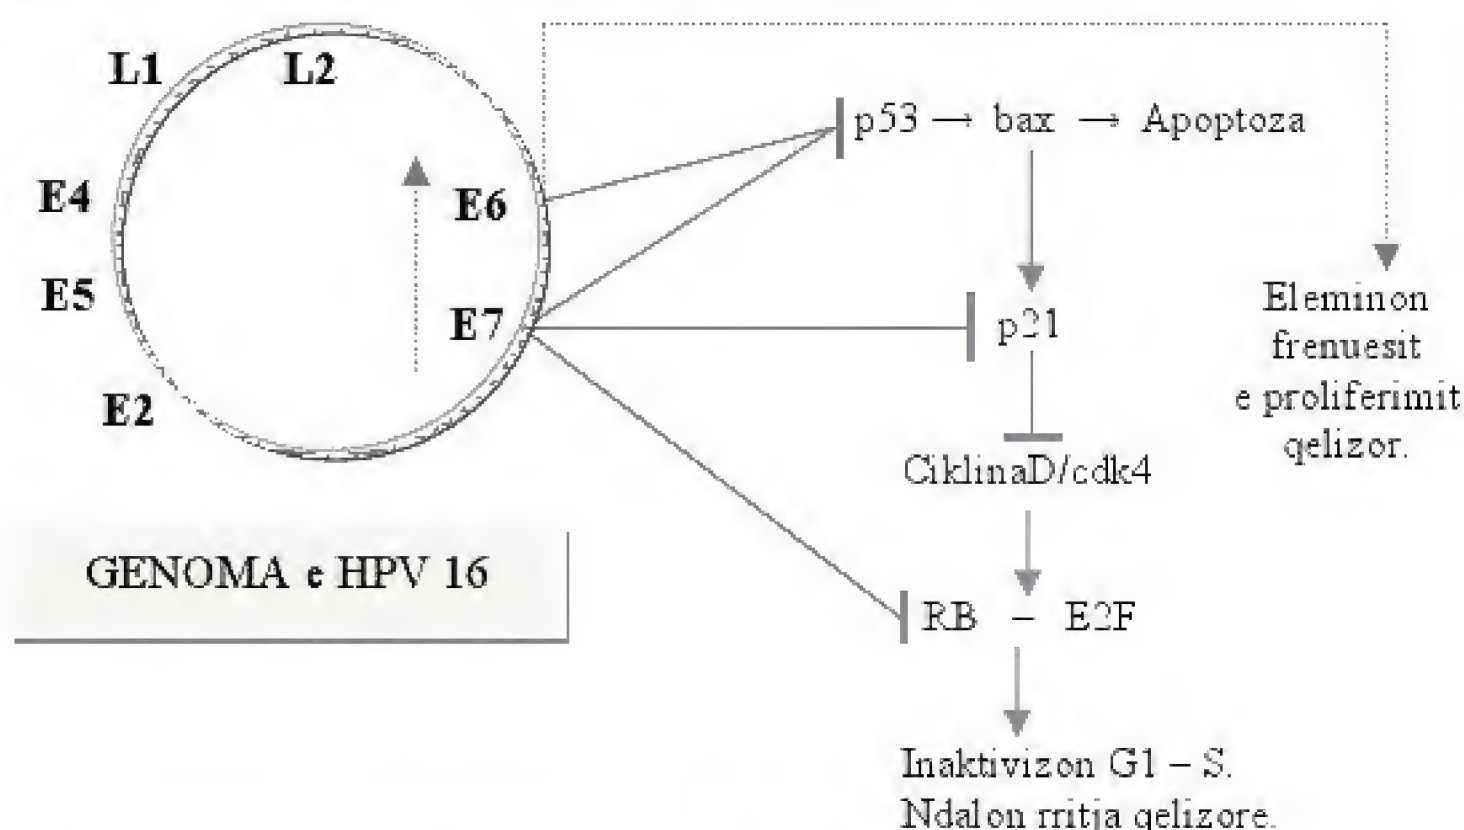 L1 L2
E4
E5
E2
E6
E7
GENOMA e HPV 16
p53 → bax → Apoptoza
p21
CiklinaD/cdk4
RB – E2F
Inaktivizon G1 – S.
Ndalon rritja qelizore.
Eleminon
frenuesit
e proliferimit
qelizor.